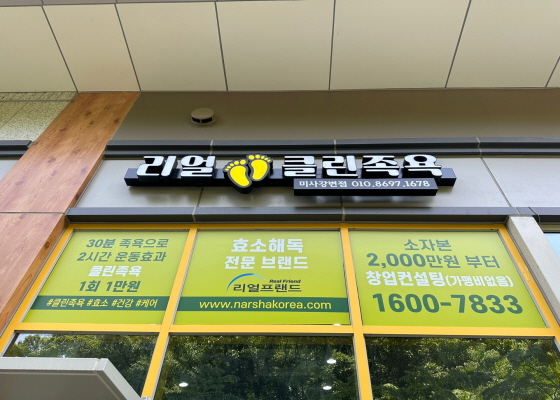 리얼 클린족욕
미사강변점 010.8697.1678
30분 족욕으로
2시간 운동효과
클린족욕
1회 1만원
#클린족욕 #효소 #건강 #케어
효소해독
전문 브랜드
Real Friend
리얼프랜드
www.narshakorea.com
소자본
2,000만원 부터
창업컨설팅(가맹비없음)
1600-7833